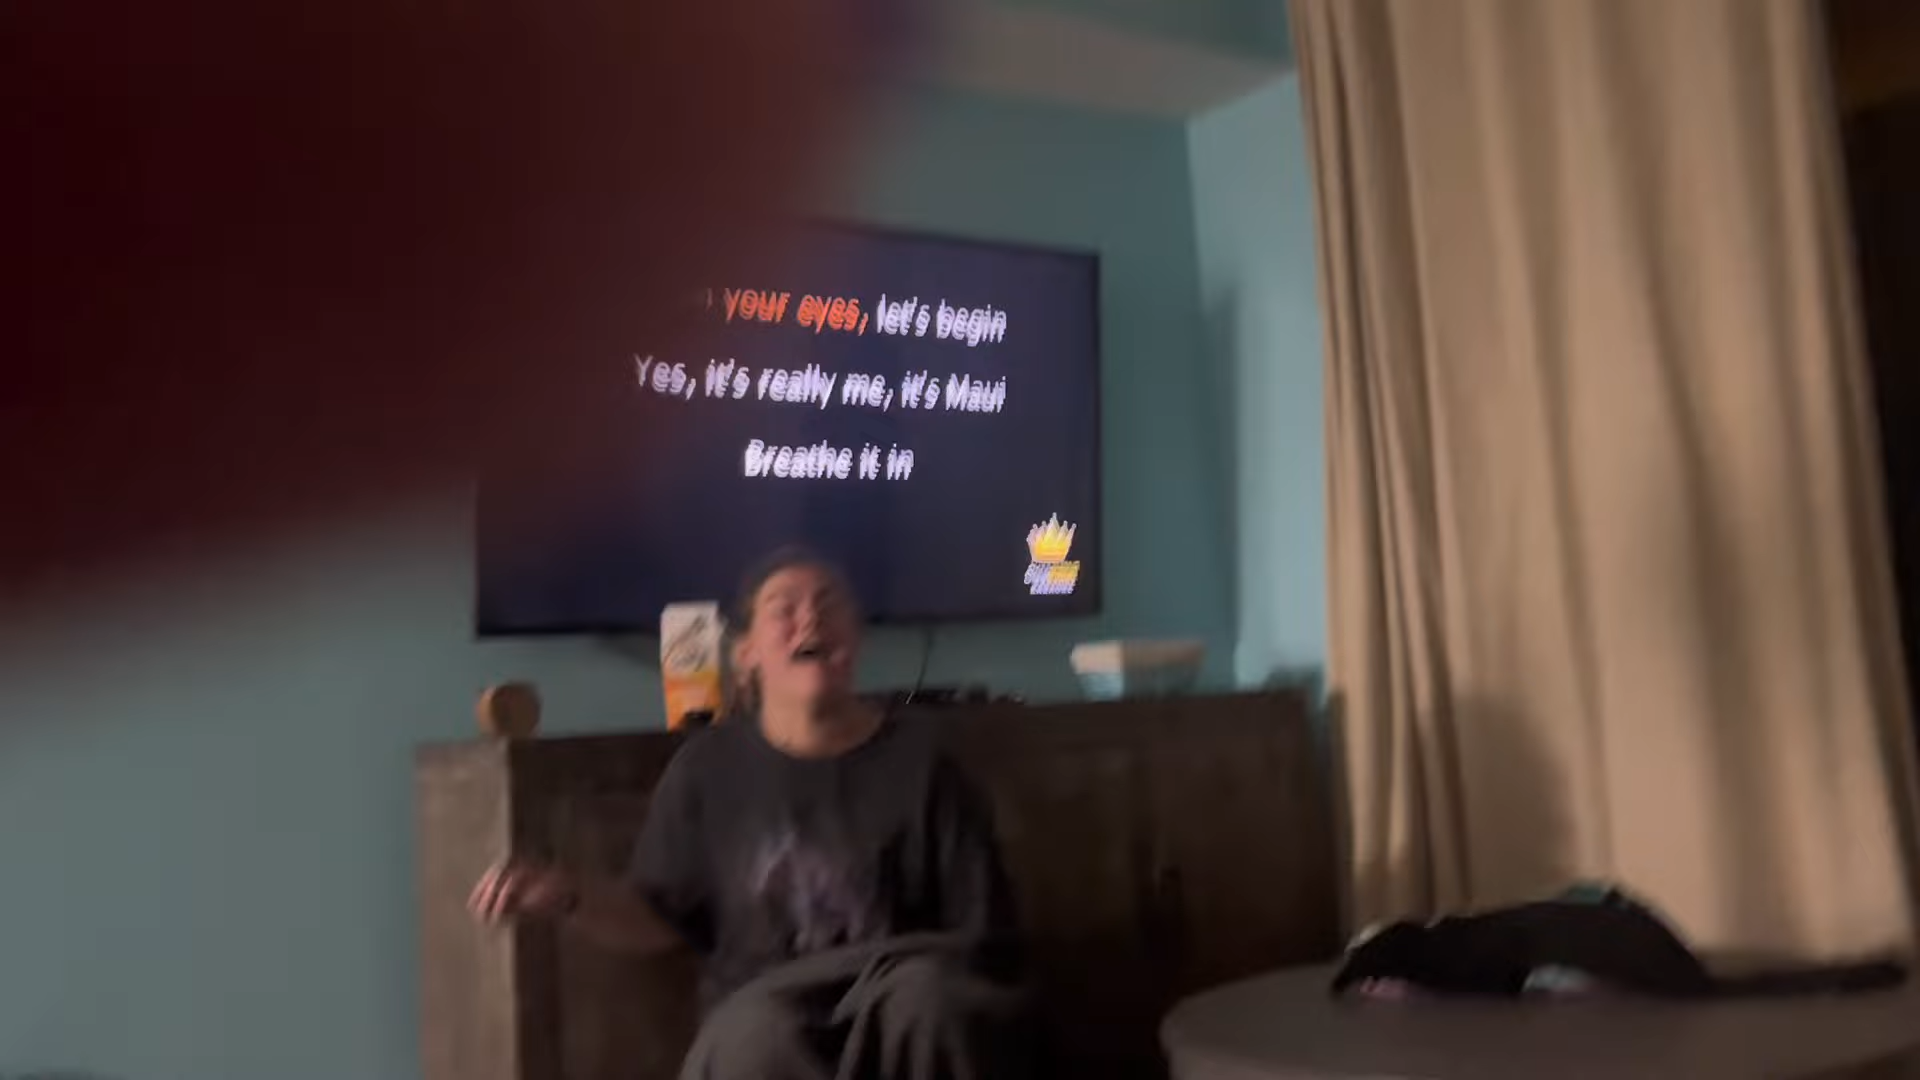 your eyes, let's begin
Yes, it's really me, it's Maui
Breathe it in